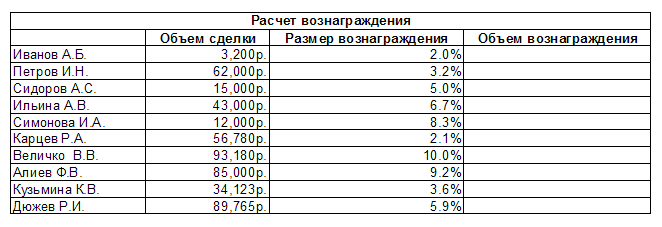 Расчет вознаграждения
Объем сделки Размер вознаграждения Объем вознаграждения
Иванов А.Б. 3,200р. 2.0%
Петров И.Н. 62,000р. 3.2%
Сидоров А.С. 15,000р. 5.0%
Ильина А.В. 43,000р. 6.7%
Симонова И.А. 12,000р. 8.3%
Карцев Р.А. 56,780р. 2.1%
Величко В.В. 93,180р. 10.0%
Алиев Ф.В. 85,000р. 9.2%
Кузьмина К.В. 34,123р. 3.6%
Дюжев Р.И. 89,765р. 5.9%